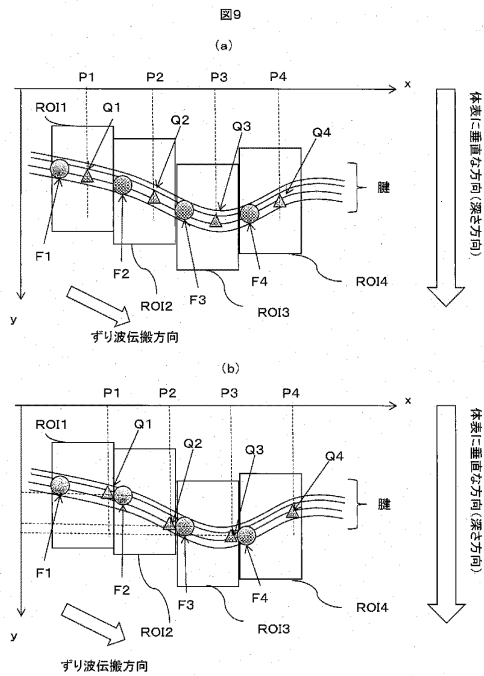 図9
(a)
P1 P2 P3 P4 x
ROI1 Q1 Q2 Q3 Q4
腱
体表に垂直な方向(深さ方向)
F1 F2 F3 F4
ROI2 ROI3 ROI4
y
ずり波伝搬方向
(b)
P1 P2 P3 P4 x
ROI1 Q1 Q2 Q3 Q4
腱
体表に垂直な方向(深さ方向)
F1 F2 F3 F4
ROI2 ROI3 ROI4
y
ずり波伝搬方向